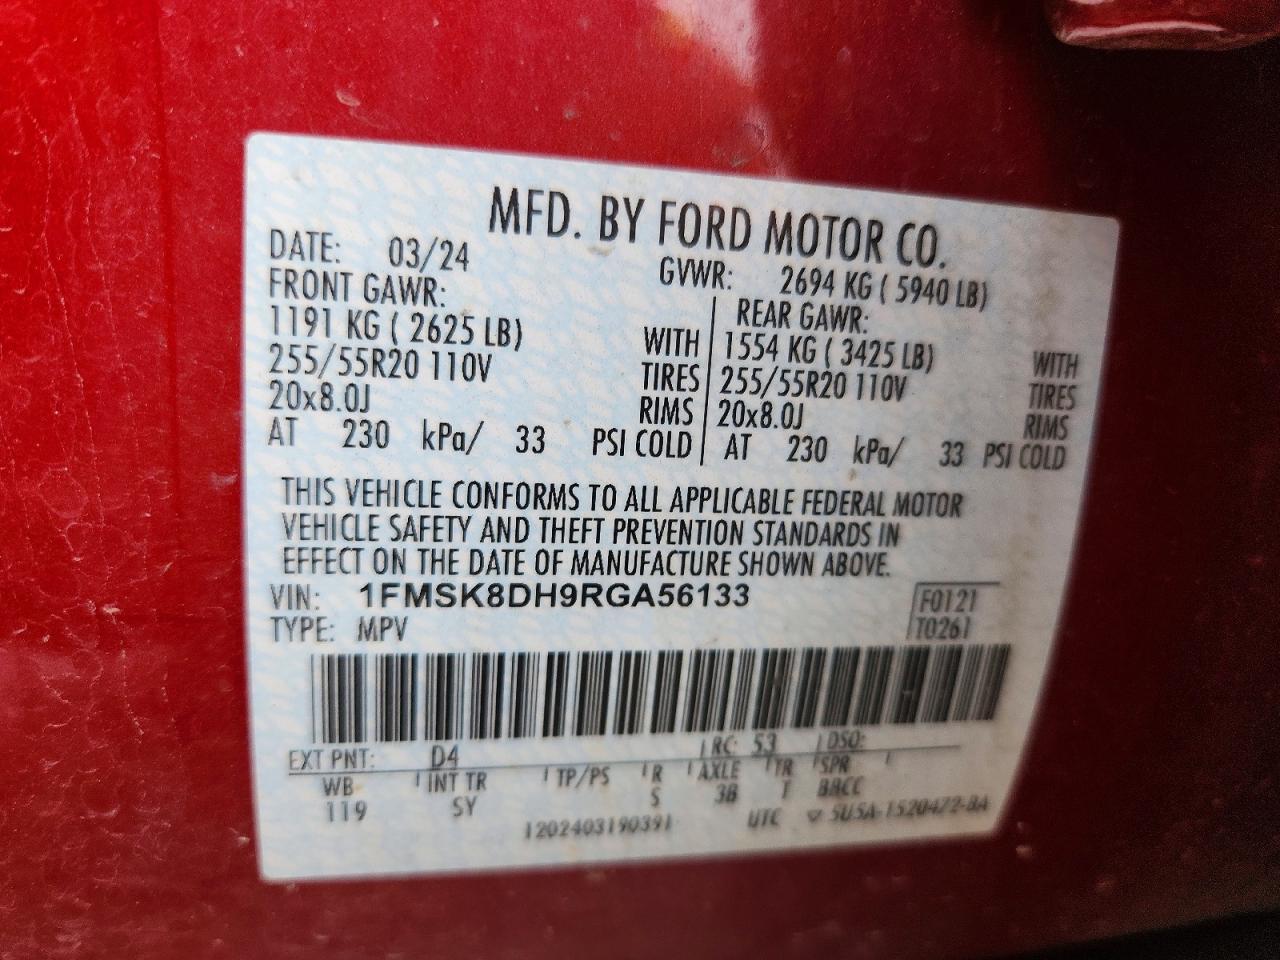 MFD. BY FORD MOTOR CO.
DATE: 03/24 GVWR: 2694 KG ( 5940 LB)
FRONT GAWR: REAR GAWR:
1191 KG ( 2625 LB) WITH 1554 KG ( 3425 LB) WITH
255/55R20 110V TIRES 255/55R20 110V TIRES
20x8.0J RIMS 20x8.0J RIMS
AT 230 kPa/ 33 PSI COLD AT 230 kPa/ 33 PSI COLD
THIS VEHICLE CONFORMS TO ALL APPLICABLE FEDERAL MOTOR
VEHICLE SAFETY AND THEFT PREVENTION STANDARDS IN
EFFECT ON THE DATE OF MANUFACTURE SHOWN ABOVE.
VIN: 1FMSK8DH9RGA56133 F0121
TYPE: MPV T0261
EXT PNT: D4 RC: 53 DSO:
WB INT TR TP/PS R AXLE TR SPR
119 SY S 3B T BBCC
1202403190391 UTC ▽ 5USA-1520472-BA